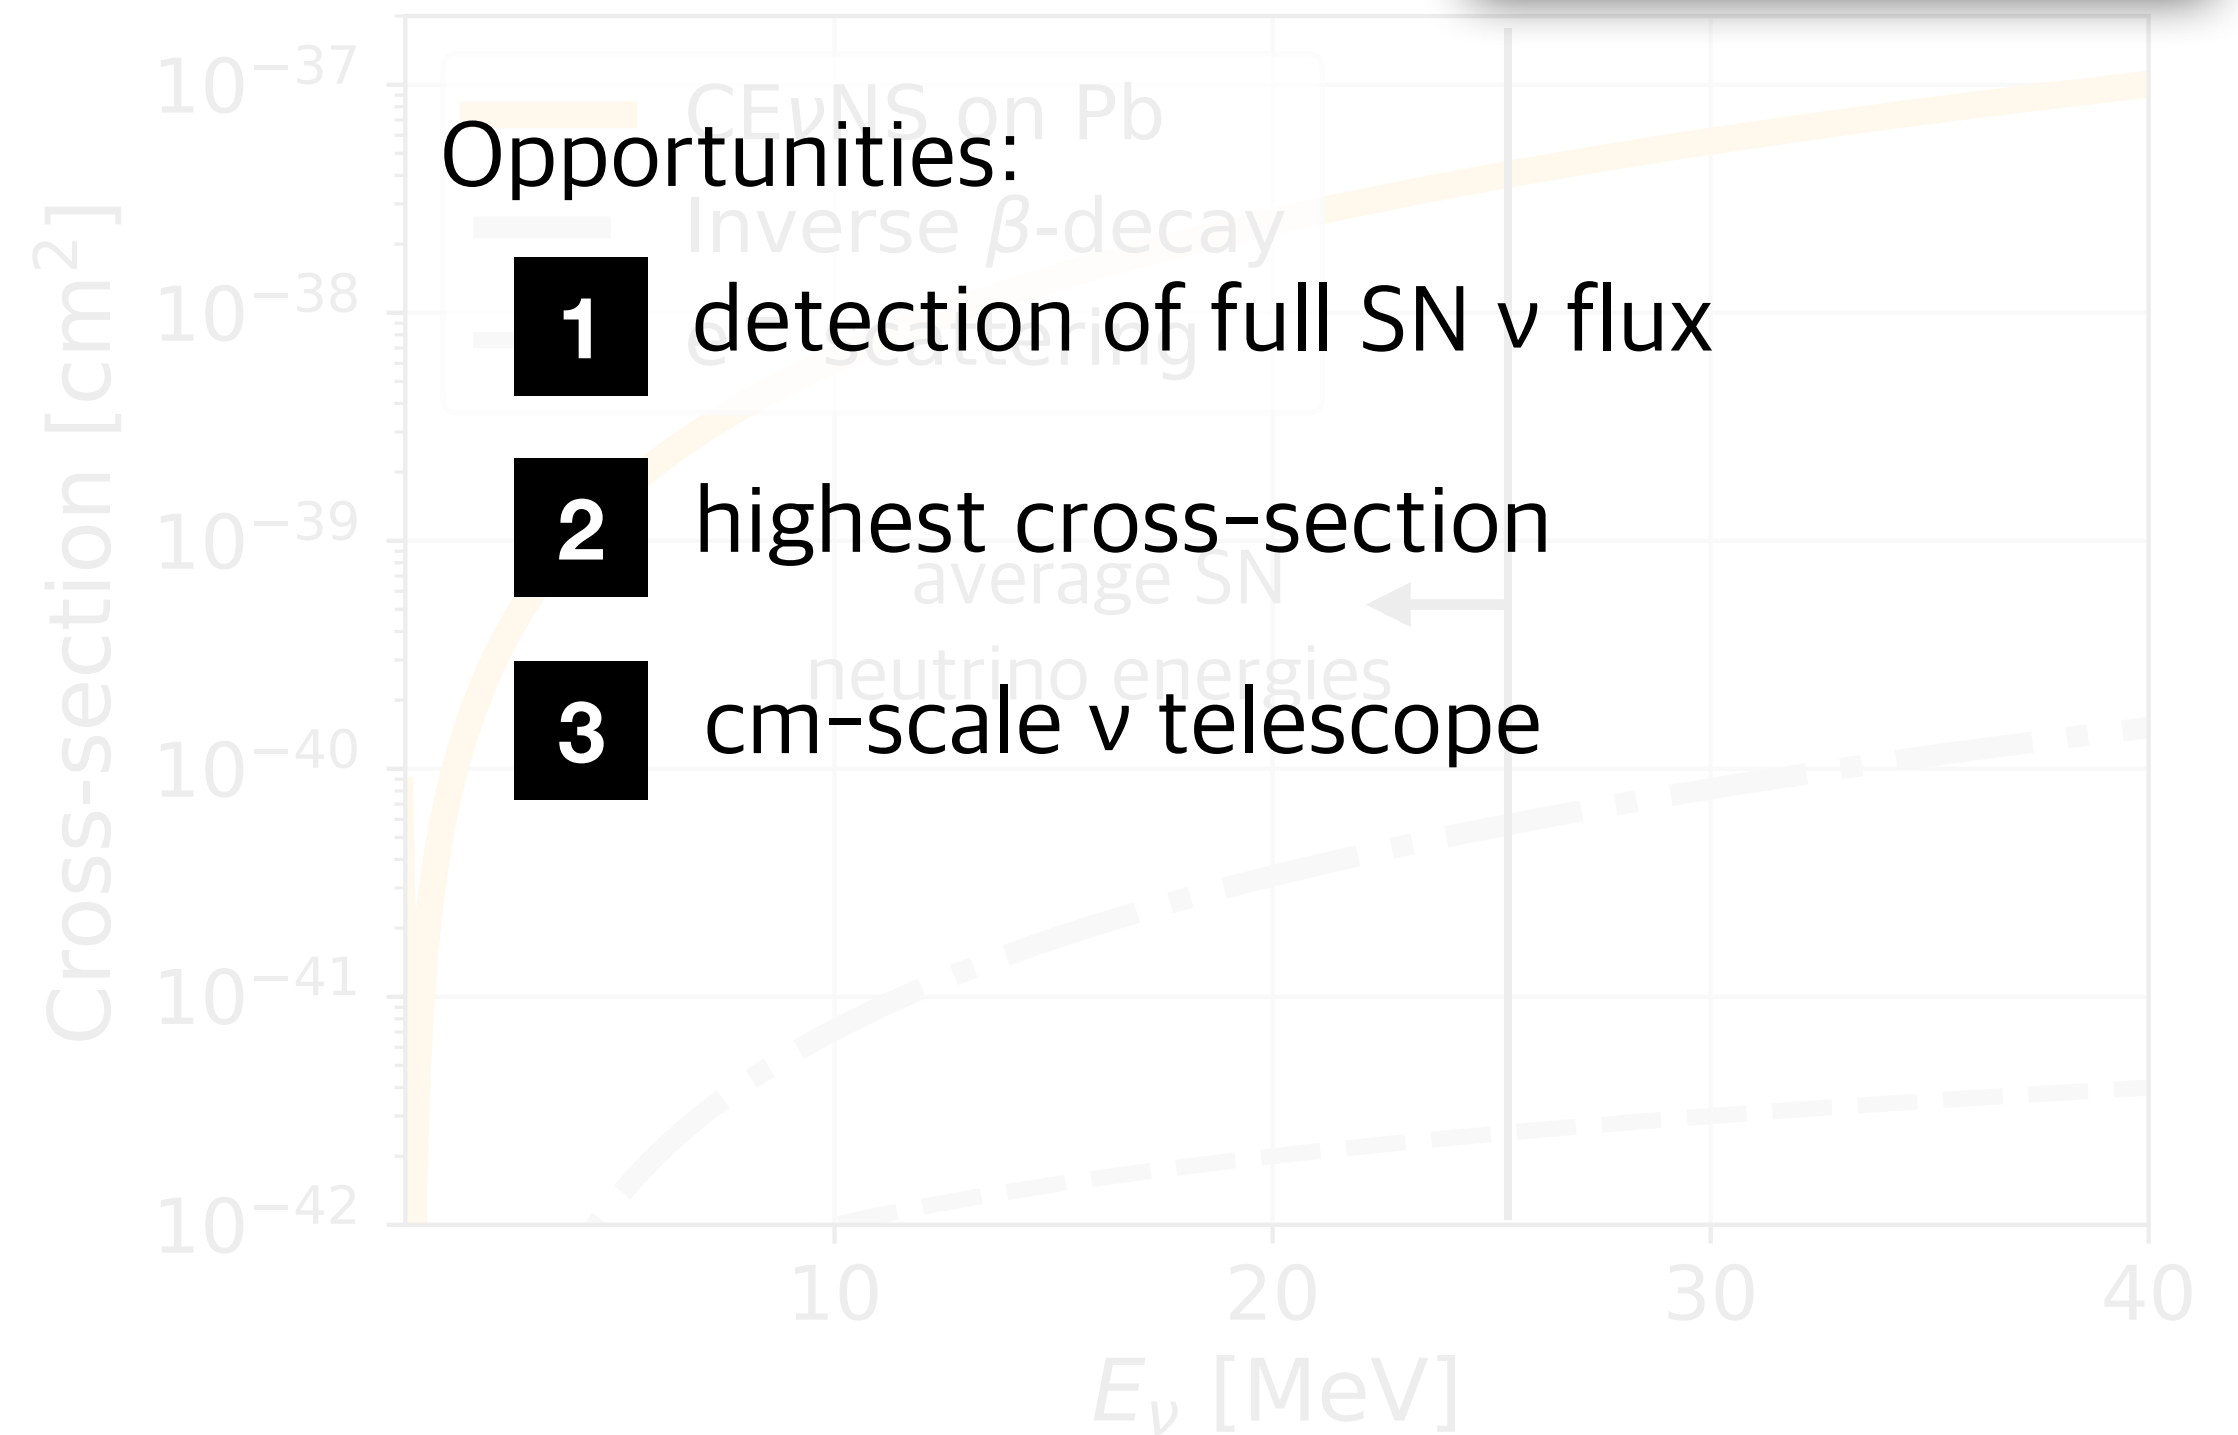 10⁻³⁷
CEνNS on Pb
Opportunities:
Inverse β-decay
10⁻³⁸
1 detection of full SN ν flux
scattering
Cross-section [cm²]
10⁻³⁹
2 highest cross-section
average SN
neutrino energies
3 cm-scale ν telescope
10⁻⁴⁰
10⁻⁴¹
10⁻⁴²
10 20 30 40
Eᵥ [MeV]